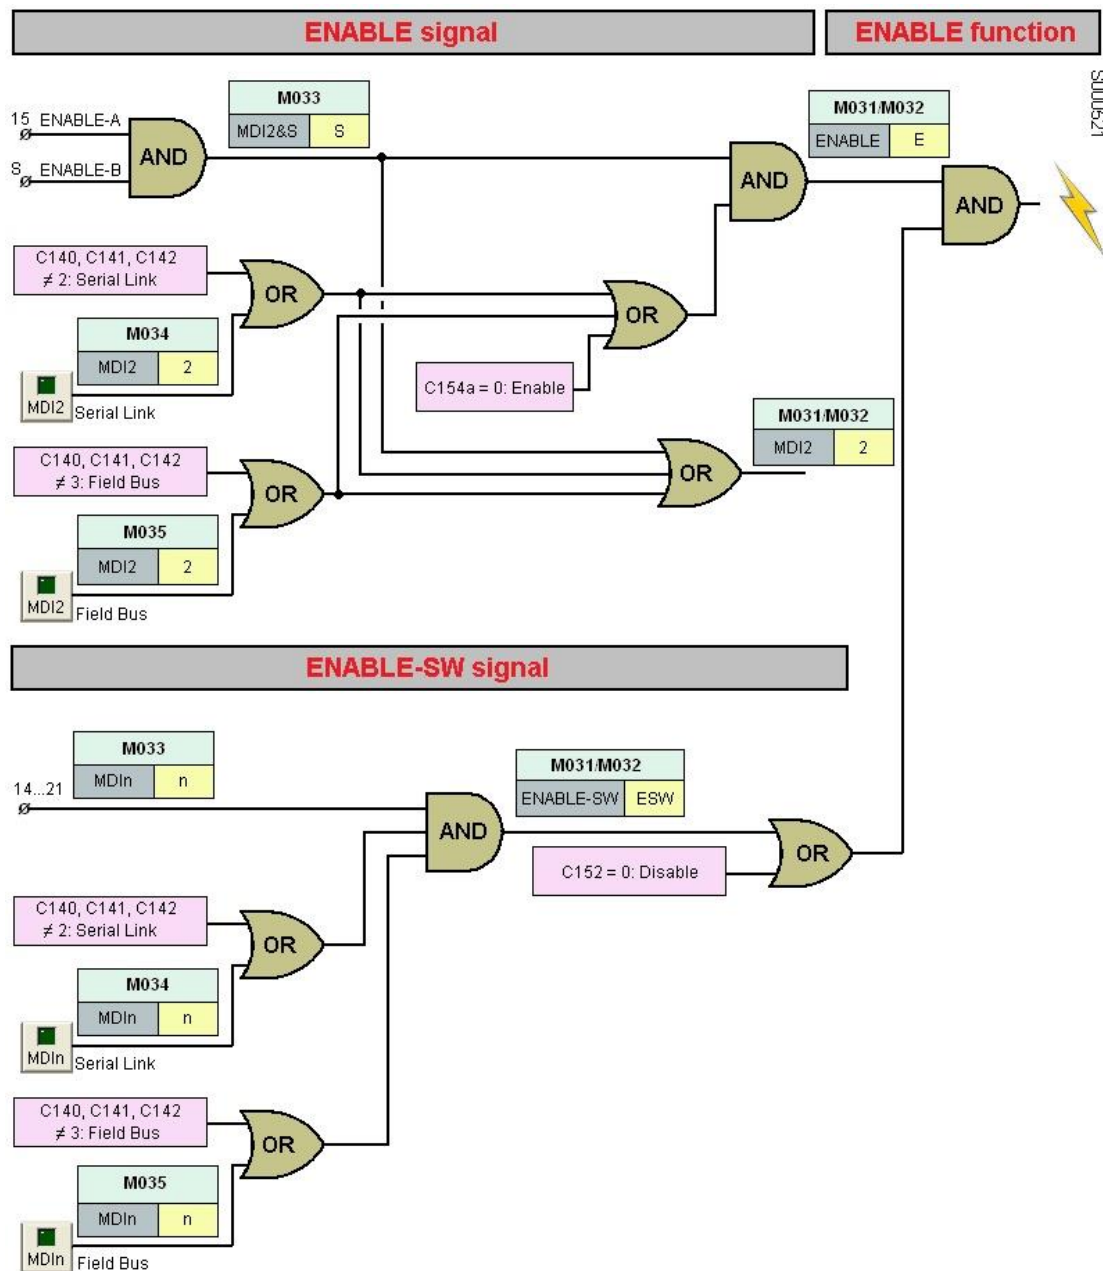 ENABLE signal
ENABLE function
S000521
M033
MDI2&S S
15 ENABLE-A
S ENABLE-B
AND
AND
M031/M032
ENABLE E
AND
C140, C141, C142
≠ 2: Serial Link
OR
M034
MDI2 2
MDI2
Serial Link
OR
C154a = 0: Enable
C140, C141, C142
≠ 3: Field Bus
OR
M035
MDI2 2
MDI2
Field Bus
OR
M031/M032
MDI2 2
ENABLE-SW signal
M033
MDIn n
14...21
AND
M031/M032
ENABLE-SW ESW
C152 = 0: Disable
OR
C140, C141, C142
≠ 2: Serial Link
OR
M034
MDIn n
MDIn
Serial Link
C140, C141, C142
≠ 3: Field Bus
OR
M035
MDIn n
MDIn
Field Bus